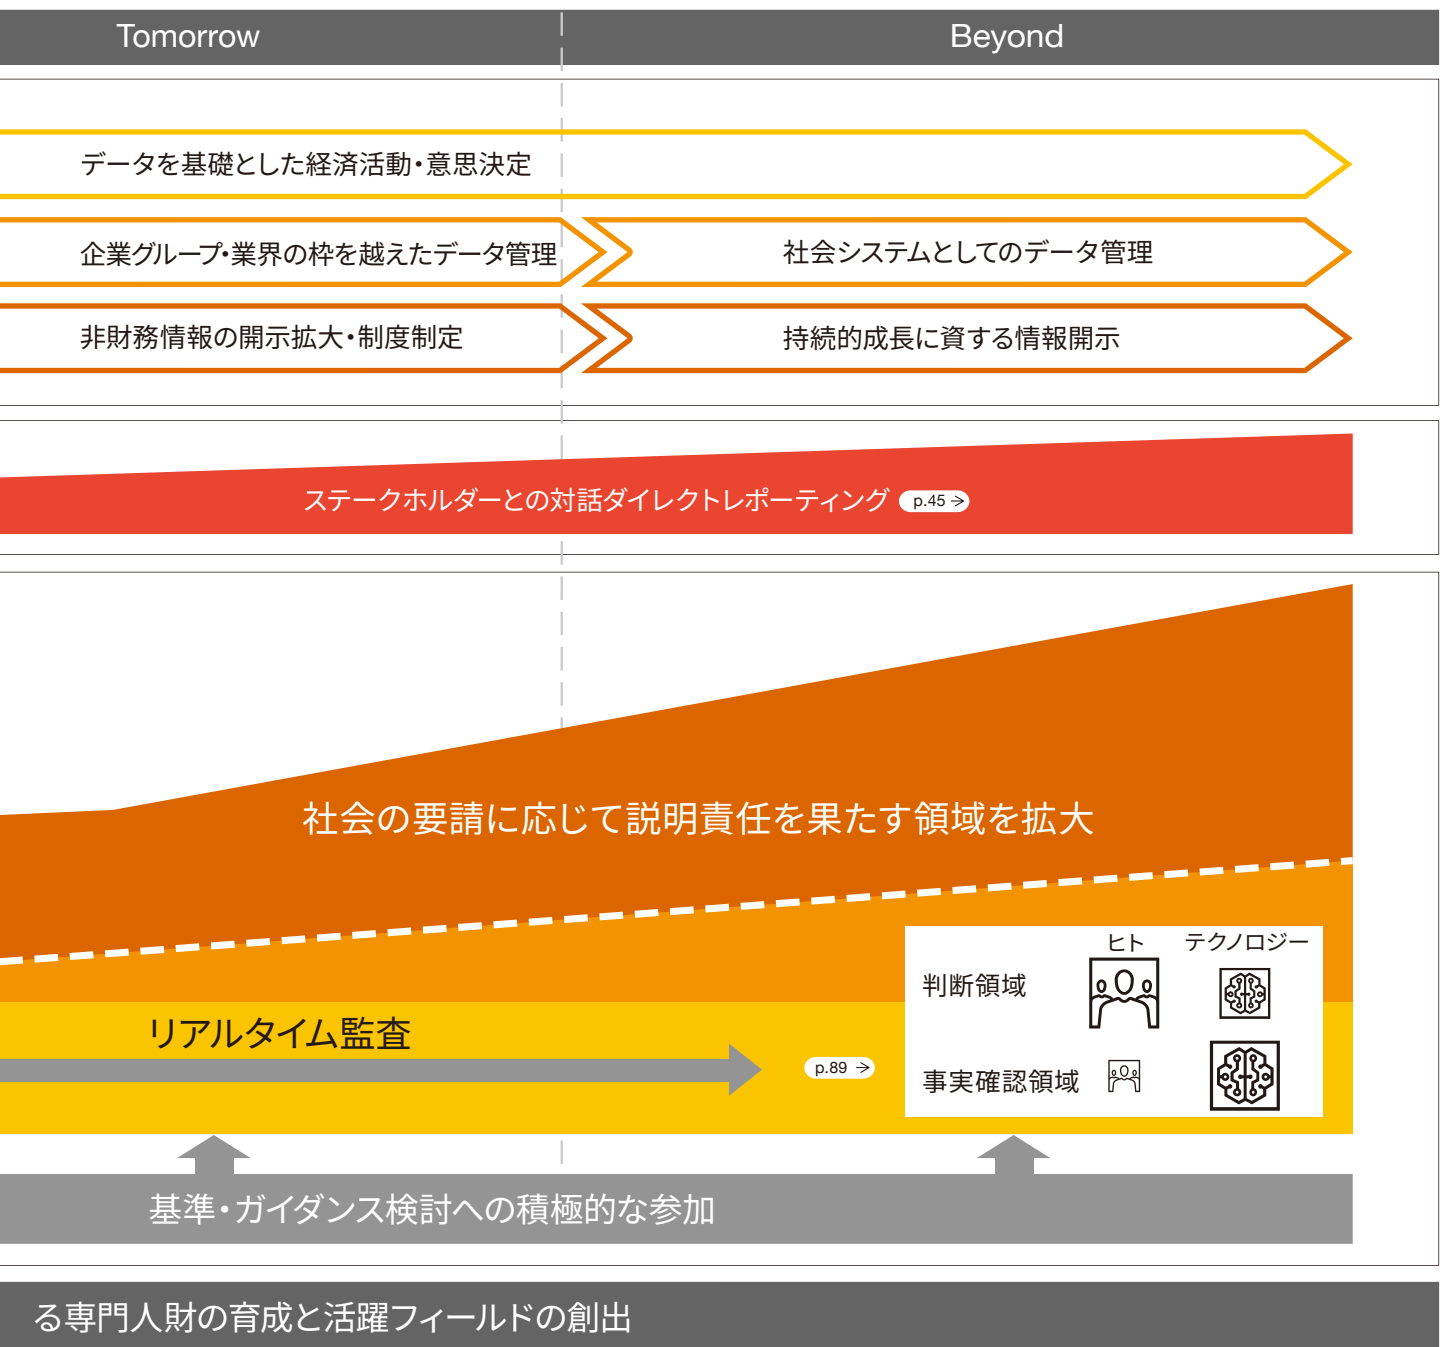 Tomorrow
Beyond
データを基礎とした経済活動・意思決定
企業グループ・業界の枠を越えたデータ管理
社会システムとしてのデータ管理
非財務情報の開示拡大・制度制定
持続的成長に資する情報開示
ステークホルダーとの対話ダイレクトレポーティング p.45 →
社会の要請に応じて説明責任を果たす領域を拡大
ヒト テクノロジー
判断領域
リアルタイム監査
p.89 →
事実確認領域
基準・ガイダンス検討への積極的な参加
る専門人財の育成と活躍フィールドの創出